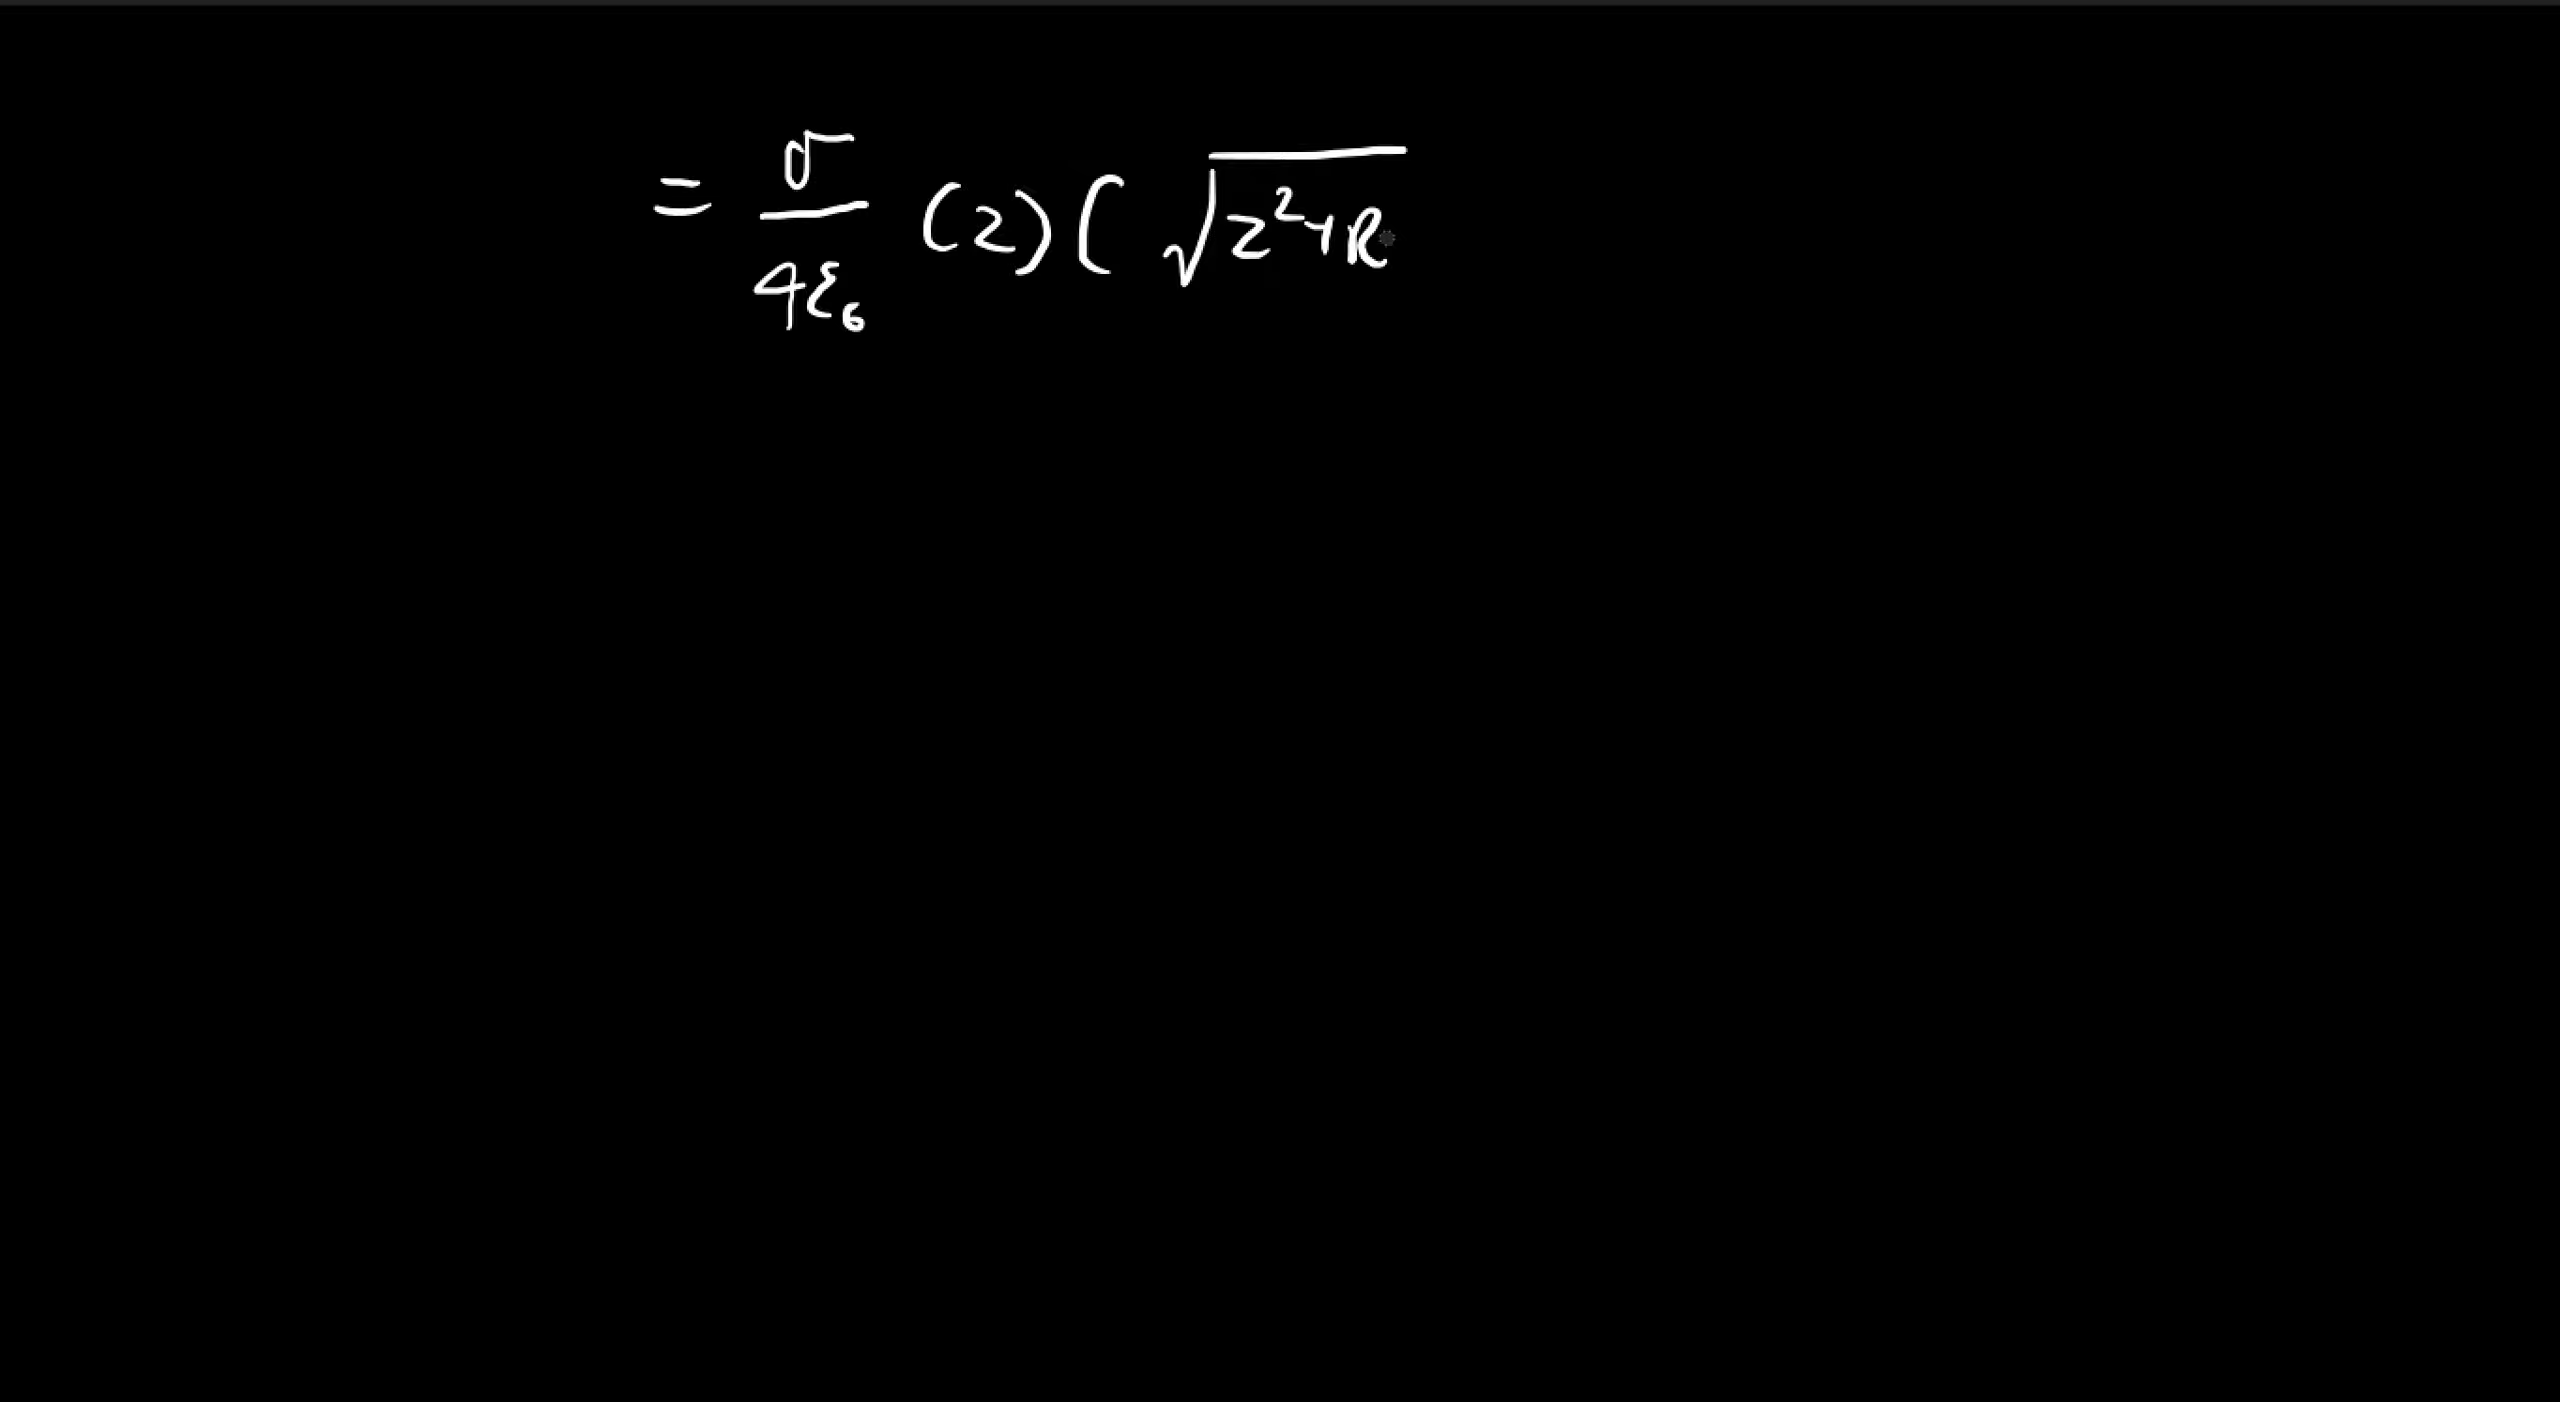 = σ/4ε₀ (2)( √z²+R